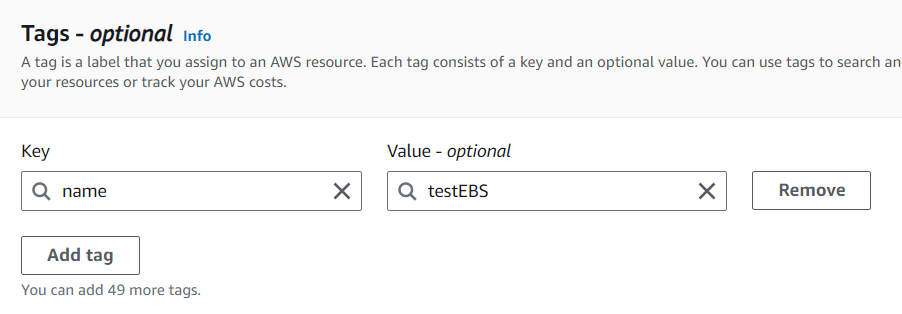 Tags - optional Info
A tag is a label that you assign to an AWS resource. Each tag consists of a key and an optional value. You can use tags to search an
your resources or track your AWS costs.
Key Value - optional
name testEBS Remove
Add tag
You can add 49 more tags.